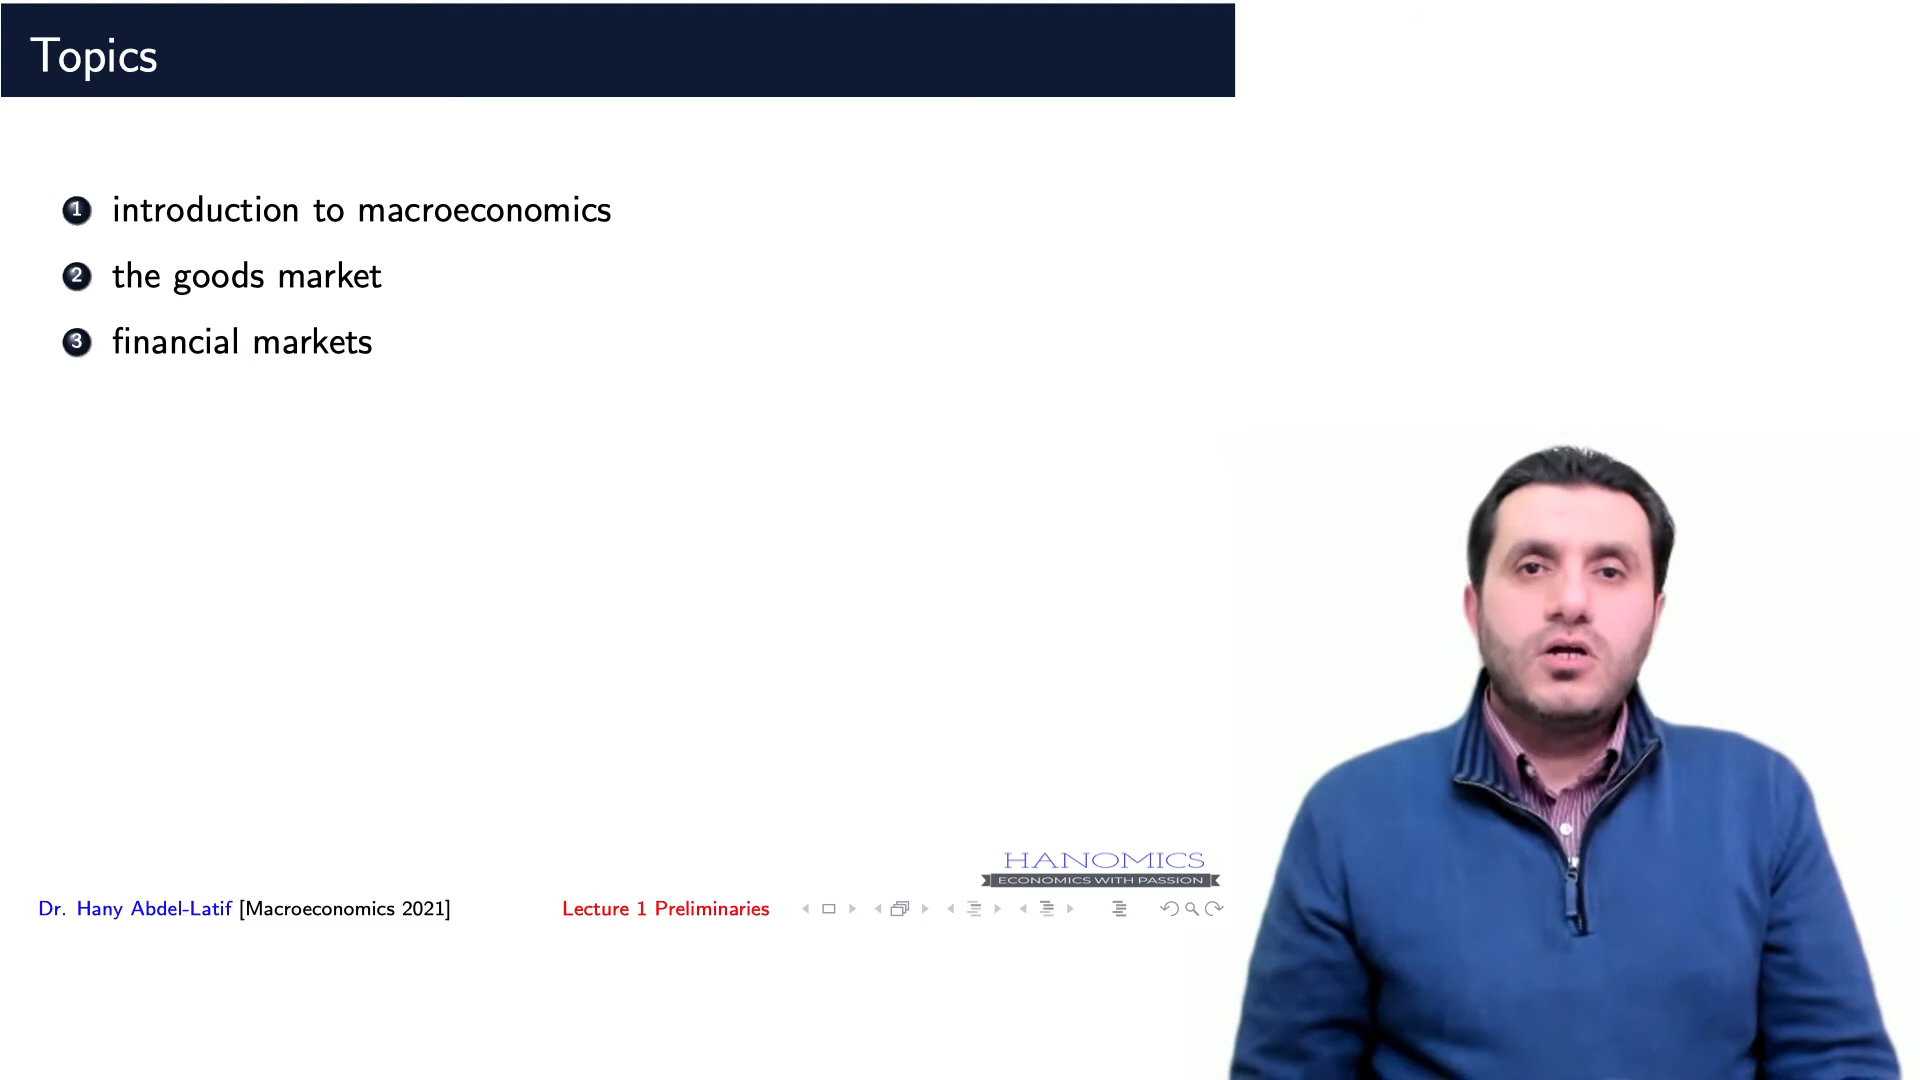 Topics
1 introduction to macroeconomics
2 the goods market
3 financial markets
HANOMICS
ECONOMICS WITH PASSION
Dr. Hany Abdel-Latif [Macroeconomics 2021] Lecture 1 Preliminaries